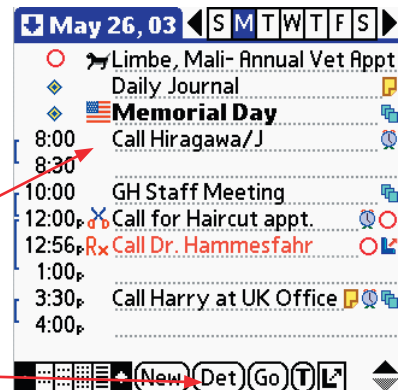 May 26, 03 S M T W T F S
Limbe, Mali- Annual Vet Appt
Daily Journal
Memorial Day
8:00 Call Hiragawa/J
8:30
10:00 GH Staff Meeting
12:00P Call for Haircut appt.
12:56P Rx Call Dr. Hammesfahr
1:00P
3:30P Call Harry at UK Office
4:00P
New Det Go T